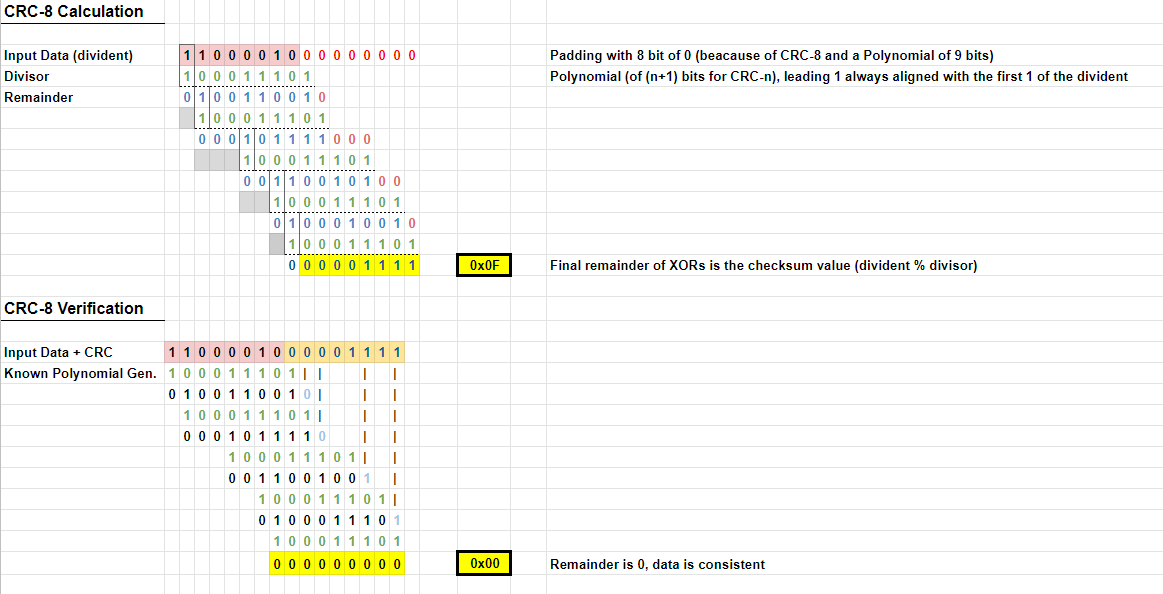 CRC-8 Calculation
Input Data (divident) 1 1 0 0 0 0 1 0 0 0 0 0 0 0 0 0 Padding with 8 bit of 0 (beacause of CRC-8 and a Polynomial of 9 bits)
Divisor 1 0 0 0 1 1 1 0 1 Polynomial (of (n+1) bits for CRC-n), leading 1 always aligned with the first 1 of the divident
Remainder 0 1 0 0 1 1 0 0 1 0
1 0 0 0 1 1 1 0 1
0 0 0 1 0 1 1 1 1 0 0 0
1 0 0 0 1 1 1 0 1
0 0 1 1 0 0 1 0 1 0 0
1 0 0 0 1 1 1 0 1
0 1 0 0 0 1 0 0 1 0
1 0 0 0 1 1 1 0 1
0 0 0 0 0 1 1 1 1 0x0F Final remainder of XORs is the checksum value (divident % divisor)
CRC-8 Verification
Input Data + CRC 1 1 0 0 0 0 1 0 0 0 0 0 1 1 1 1
Known Polynomial Gen. 1 0 0 0 1 1 1 0 1 | | | |
0 1 0 0 1 1 0 0 1 0 | | |
1 0 0 0 1 1 1 0 1 | | |
0 0 0 1 0 1 1 1 1 0 | |
1 0 0 0 1 1 1 0 1 | |
0 0 1 1 0 0 1 0 0 1 |
1 0 0 0 1 1 1 0 1 |
0 1 0 0 0 1 1 1 0 1
1 0 0 0 1 1 1 0 1
0 0 0 0 0 0 0 0 0 0x00 Remainder is 0, data is consistent